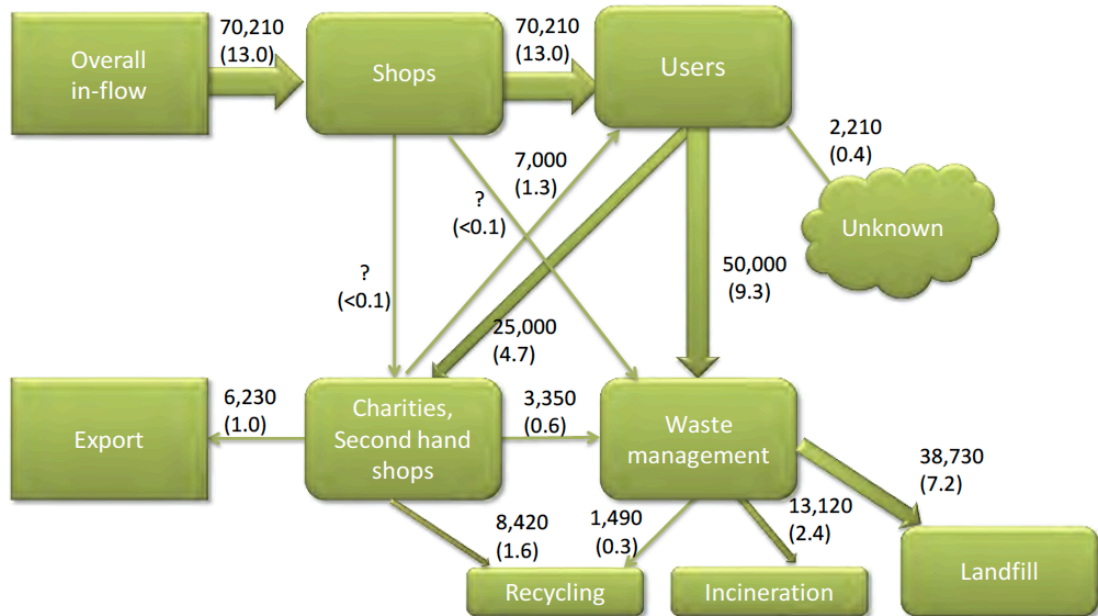 70,210
(13.0)
70,210
(13.0)
Overall
in-flow
Shops
Users
7,000
(1.3)
2,210
(0.4)
?
(<0.1)
Unknown
50,000
(9.3)
?
(<0.1)
25,000
(4.7)
6,230
(1.0)
Export
Charities,
Second hand
shops
3,350
(0.6)
Waste
management
38,730
(7.2)
8,420
(1.6)
1,490
(0.3)
13,120
(2.4)
Recycling
Incineration
Landfill